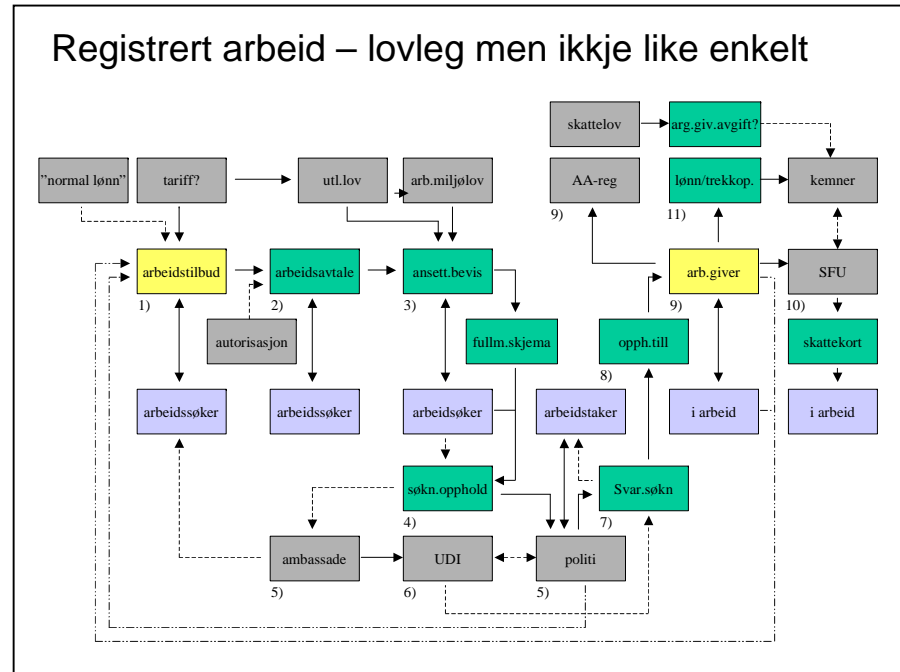 Registrert arbeid – lovleg men ikkje like enkelt
skattelov
arg.giv.avgift?
”normal lønn”
tariff?
utl.lov
arb.miljølov
AA-reg
lønn/trekkop.
kemner
9)
11)
arbeidstilbud
arbeidsavtale
ansett.bevis
arb.giver
SFU
1)
2)
3)
9)
10)
autorisasjon
fullm.skjema
opph.till
skattekort
8)
arbeidssøker
arbeidssøker
arbeidsøker
arbeidstaker
i arbeid
i arbeid
søkn.opphold
Svar.søkn
4)
7)
ambassade
UDI
politi
5)
6)
5)